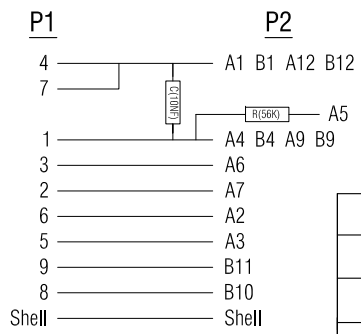 P1 P2
4 A1 B1 A12 B12
7
C(10NF)
R(56K) A5
1 A4 B4 A9 B9
3 A6
2 A7
6 A2
5 A3
9 B11
8 B10
Shell Shell